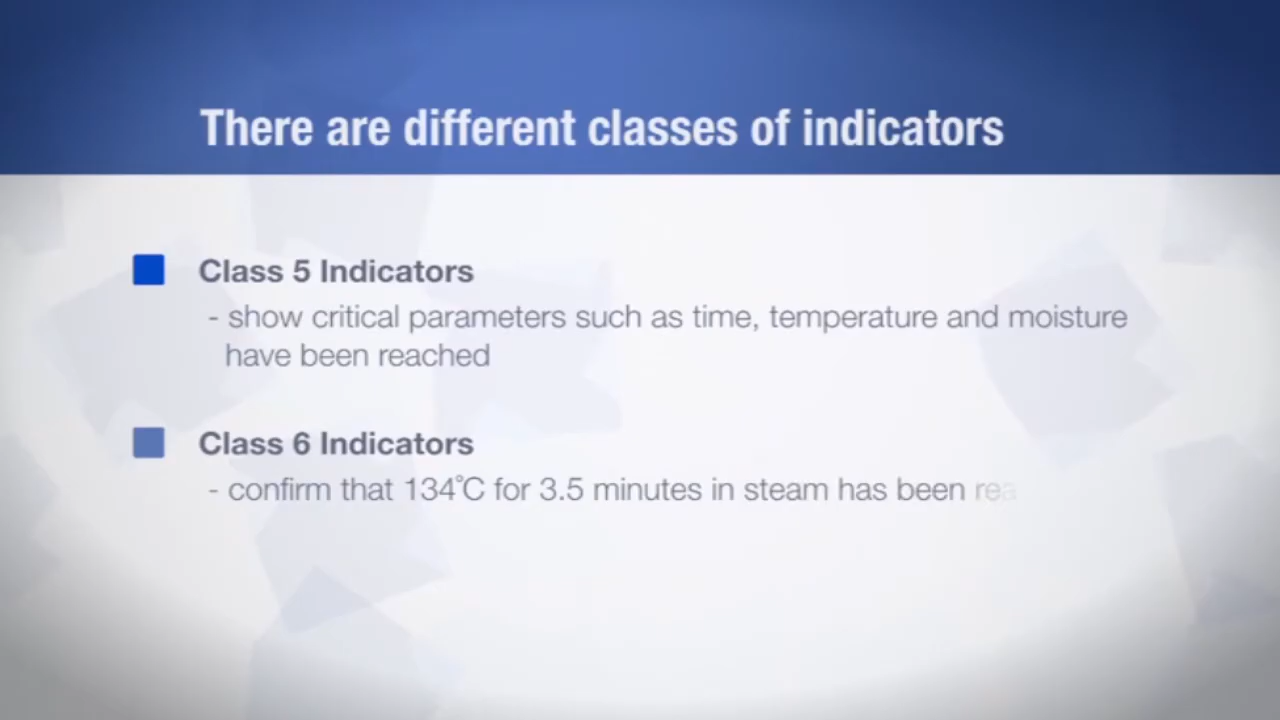 There are different classes of indicators
Class 5 Indicators
- show critical parameters such as time, temperature and moisture
have been reached
Class 6 Indicators
- confirm that 134°C for 3.5 minutes in steam has been rea